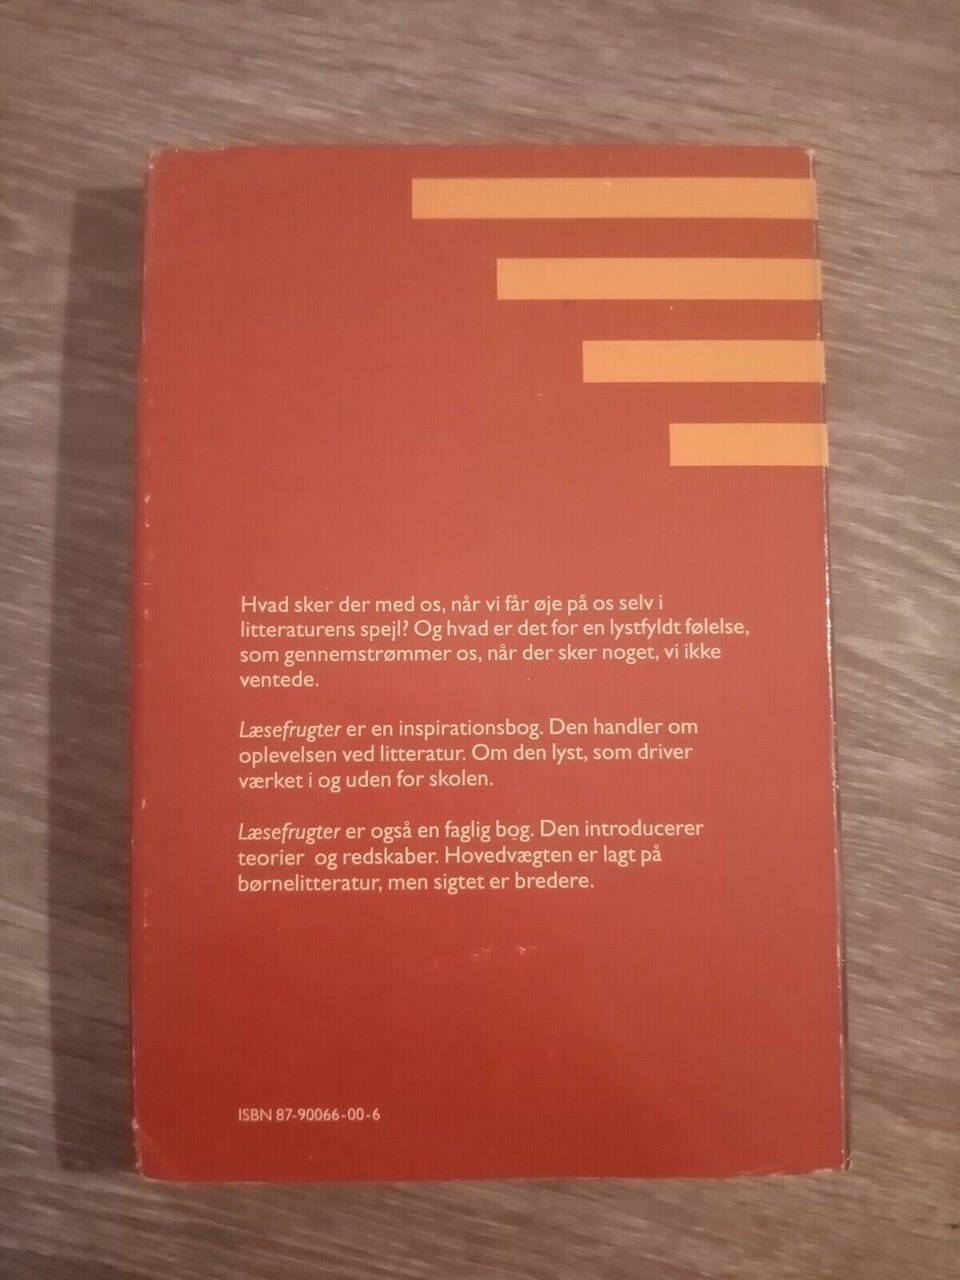 Hvad sker der med os, når vi får øje på os selv i
litteraturens spejl? Og hvad er det for en lystfyldt følelse,
som gennemstrømmer os, når der sker noget, vi ikke
ventede.
Læsefrugter er en inspirationsbog. Den handler om
oplevelsen ved litteratur. Om den lyst, som driver
værket i og uden for skolen.
Læsefrugter er også en faglig bog. Den introducerer
teorier og redskaber. Hovedvægten er lagt på
børnelitteratur, men sigtet er bredere.
ISBN 87-90066-00-6